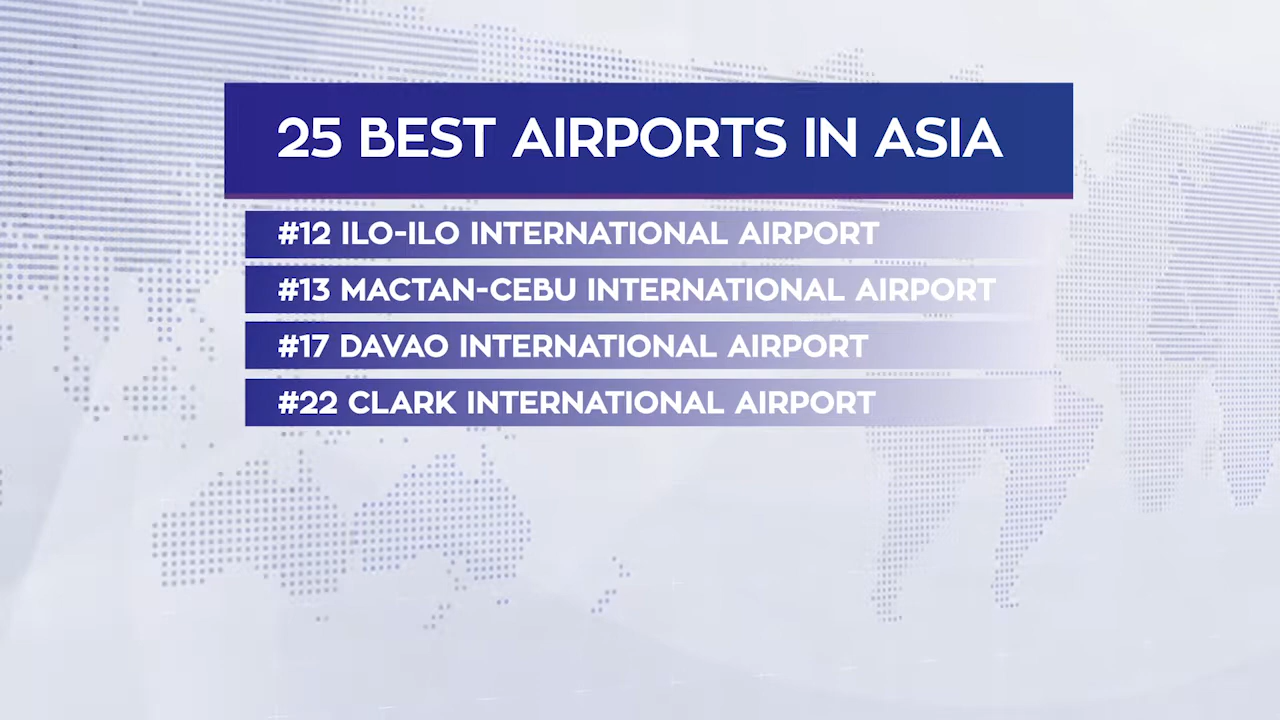 25 BEST AIRPORTS IN ASIA
#12 ILO-ILO INTERNATIONAL AIRPORT
#13 MACTAN-CEBU INTERNATIONAL AIRPORT
#17 DAVAO INTERNATIONAL AIRPORT
#22 CLARK INTERNATIONAL AIRPORT